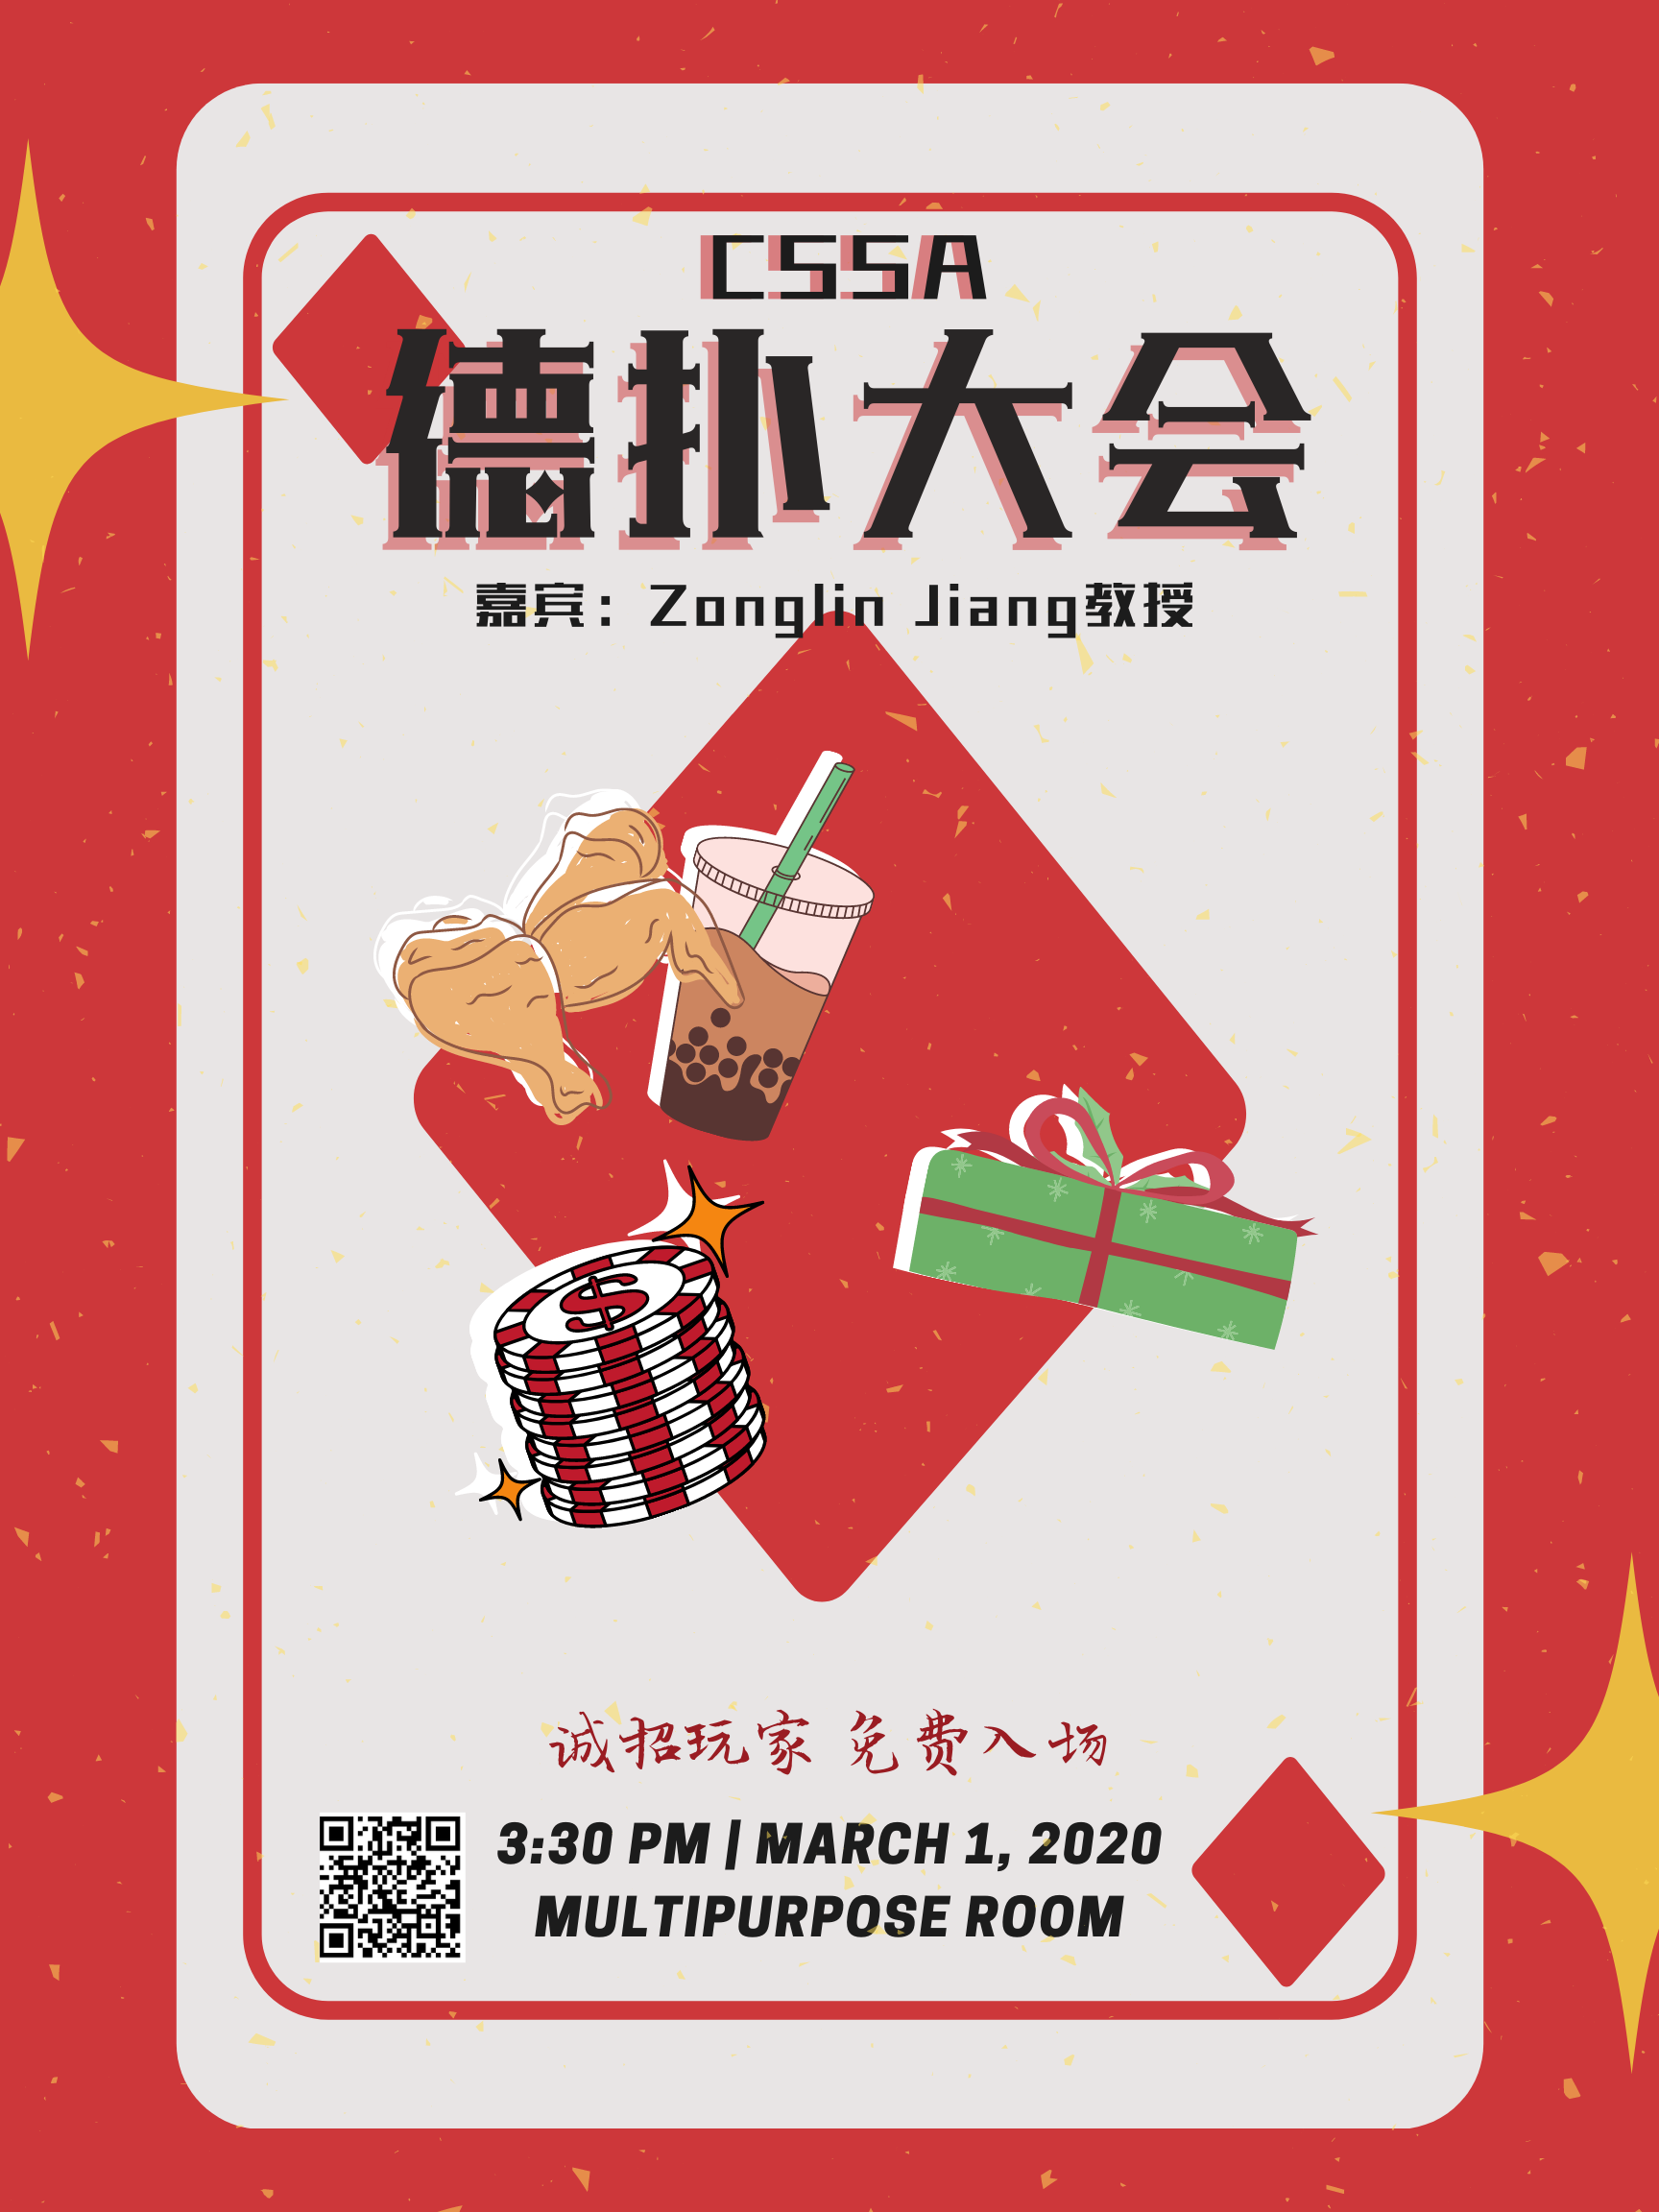 CSSA
德扑大会
嘉宾：Zonglin Jiang教授
$
诚招玩家 免费入场
3:30 PM | MARCH 1, 2020
MULTIPURPOSE ROOM